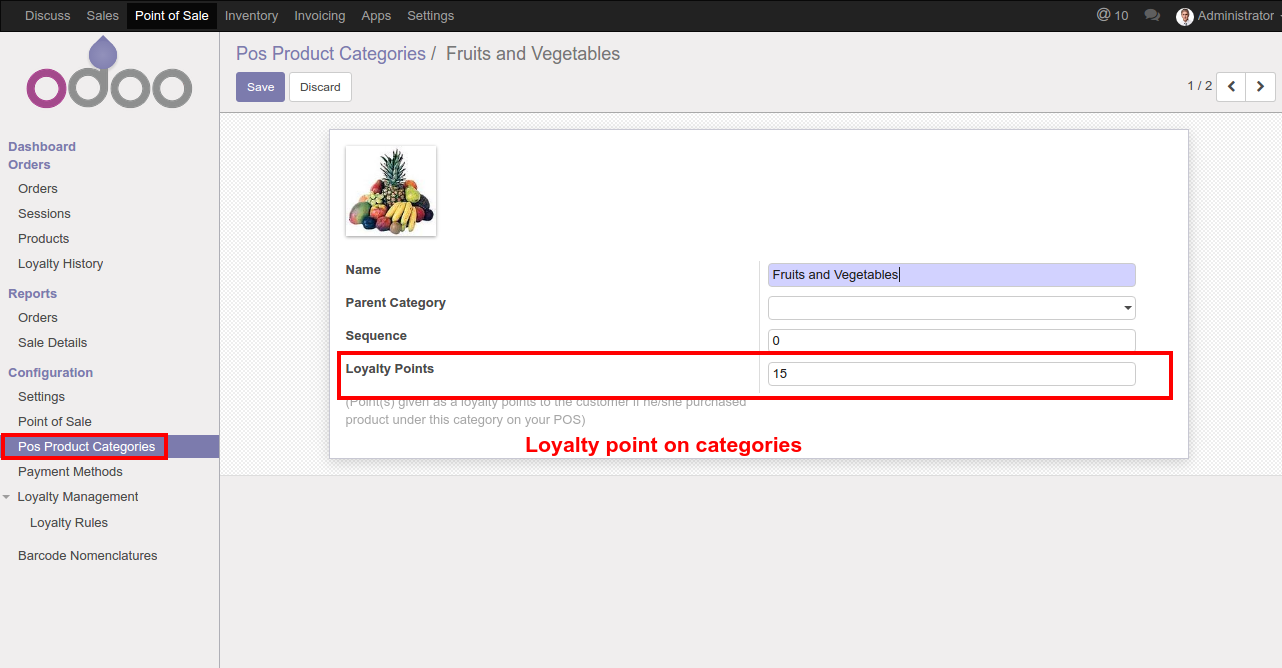 Discuss Sales Point of Sale Inventory Invoicing Apps Settings @ 10 Administrator
odoo
Pos Product Categories / Fruits and Vegetables
Save Discard
1 / 2
Dashboard
Orders
Orders
Sessions
Products
Loyalty History
Reports
Orders
Sale Details
Configuration
Settings
Point of Sale
Pos Product Categories
Payment Methods
Loyalty Management
Loyalty Rules
Barcode Nomenclatures
Name Fruits and Vegetables
Parent Category
Sequence 0
Loyalty Points 15
(Point(s) given as a loyalty points to the customer if he/she purchased
product under this category on your POS)
Loyalty point on categories